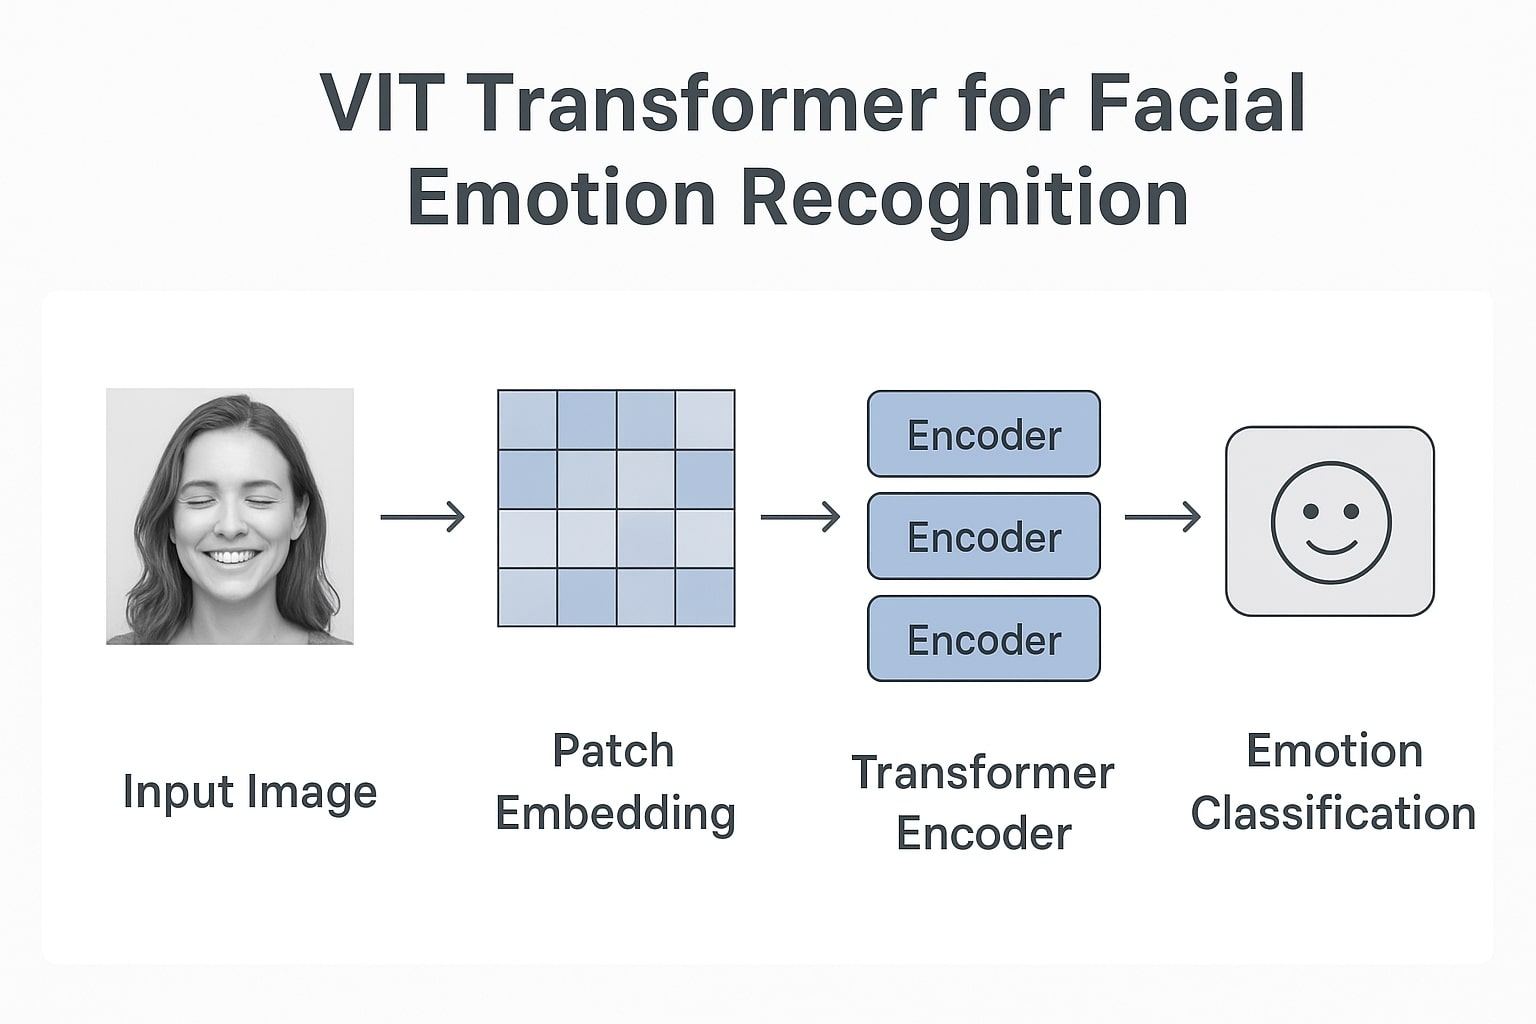 VIT Transformer for Facial
Emotion Recognition
Encoder
Encoder
Encoder
Input Image
Patch
Embedding
Transformer
Encoder
Emotion
Classification